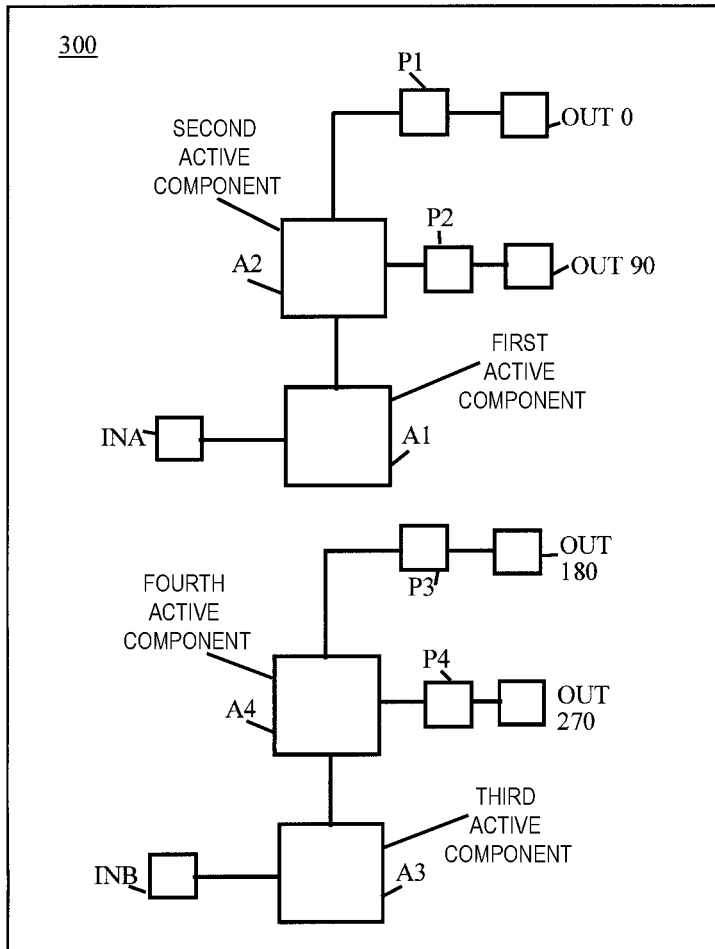 300
P1
OUT 0
SECOND
ACTIVE
COMPONENT
P2
A2
OUT 90
FIRST
ACTIVE
COMPONENT
INA
A1
OUT
180
P3
FOURTH
ACTIVE
COMPONENT
P4
A4
OUT
270
THIRD
ACTIVE
COMPONENT
INB
A3